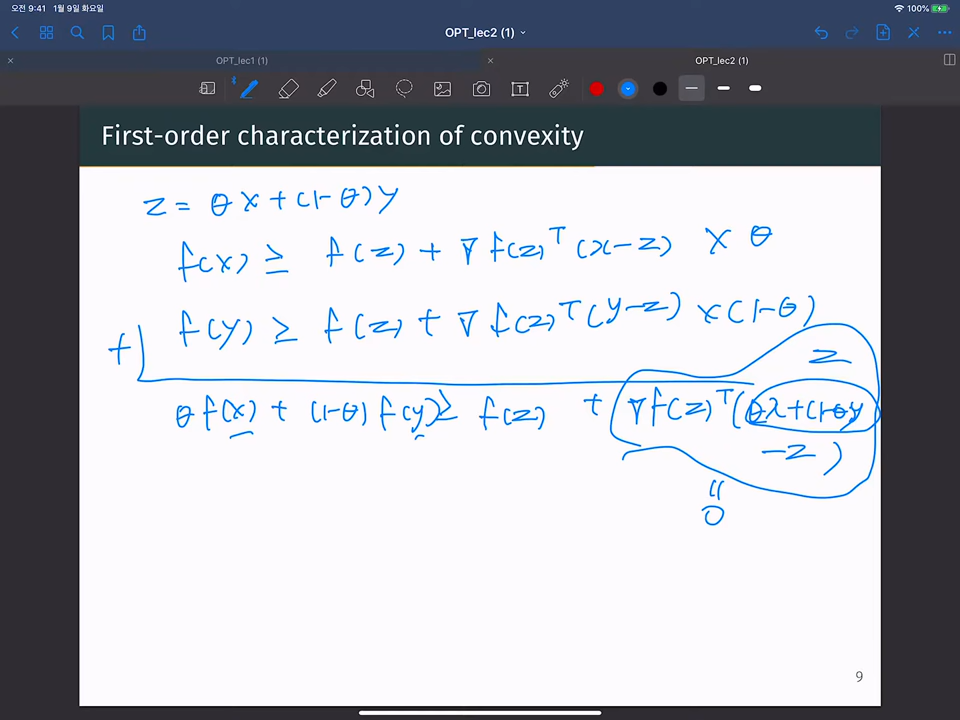 오전 9:41 1월 9일 화요일
100%
OPT_lec2 (1)
OPT_lec1 (1)
OPT_lec2 (1)
First-order characterization of convexity
z = θx + (1-θ)y
f(x) ≥ f(z) + ∇f(z)ᵀ(x-z) × θ
f(y) ≥ f(z) + ∇f(z)ᵀ(y-z) × (1-θ)
+
z
θf(x) + (1-θ)f(y) ≥ f(z) + ∇f(z)ᵀ(θx+(1-θ)y
-z)
"
0
9